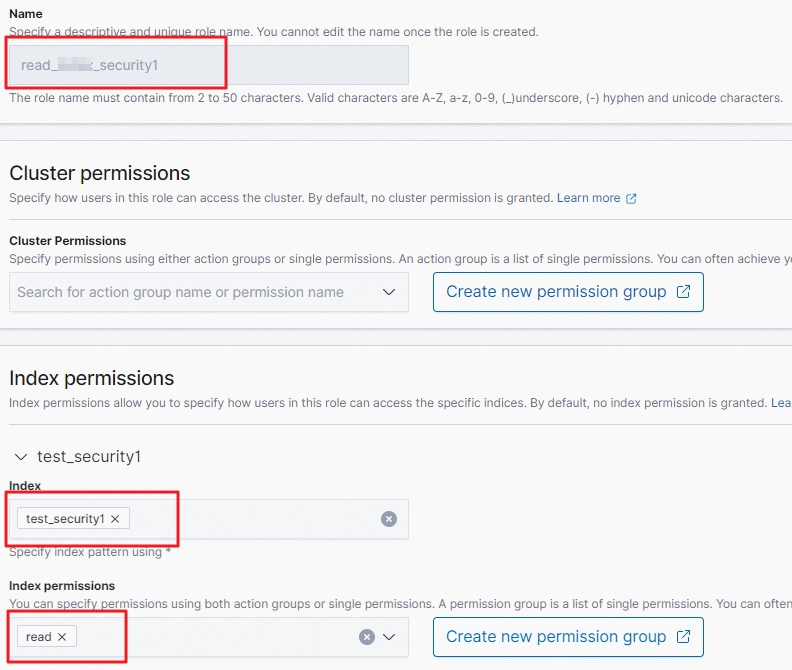 Name
Specify a descriptive and unique role name. You cannot edit the name once the role is created.
read_ _security1
The role name must contain from 2 to 50 characters. Valid characters are A-Z, a-z, 0-9, (_)underscore, (-) hyphen and unicode characters.
Cluster permissions
Specify how users in this role can access the cluster. By default, no cluster permission is granted. Learn more
Cluster Permissions
Specify permissions using either action groups or single permissions. An action group is a list of single permissions. You can often achieve
Search for action group name or permission name
Create new permission group
Index permissions
Index permissions allow you to specify how users in this role can access the specific indices. By default, no index permission is granted.
test_security1
Index
test_security1
Specify index pattern using *
Index permissions
You can specify permissions using both action groups or single permissions. A permission group is a list of single permissions. You can often
read
Create new permission group